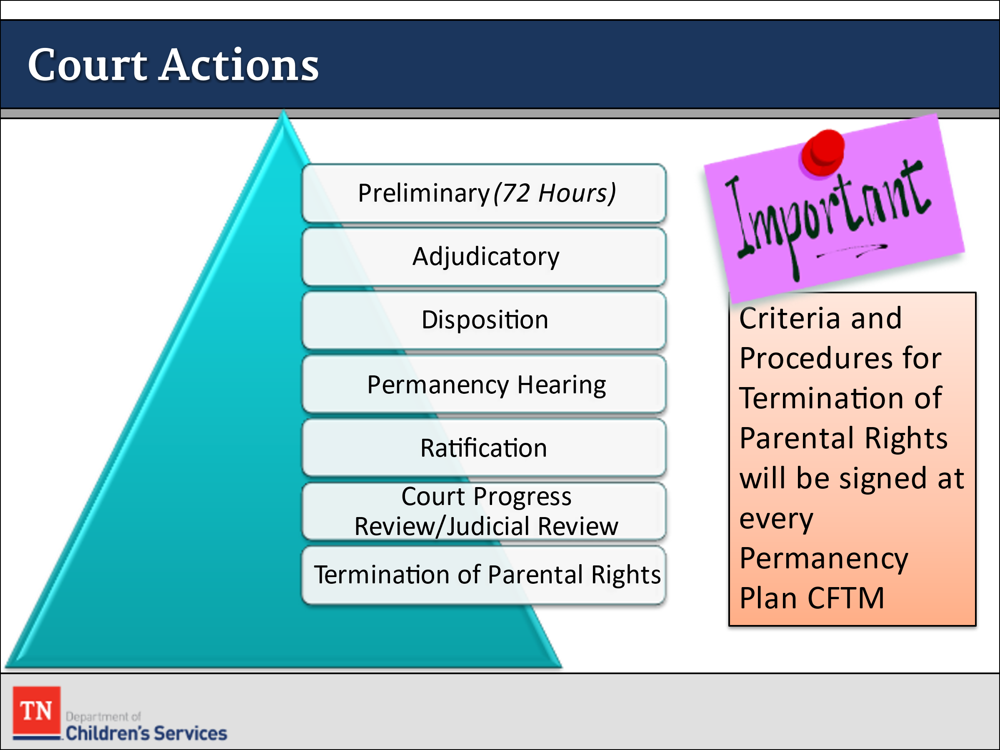 Court Actions
Preliminary (72 Hours)
Adjudicatory
Disposition
Permanency Hearing
Ratification
Court Progress
Review/Judicial Review
Termination of Parental Rights
Important
Criteria and
Procedures for
Termination of
Parental Rights
will be signed at
every
Permanency
Plan CFTM
TN
Department of
Children's Services